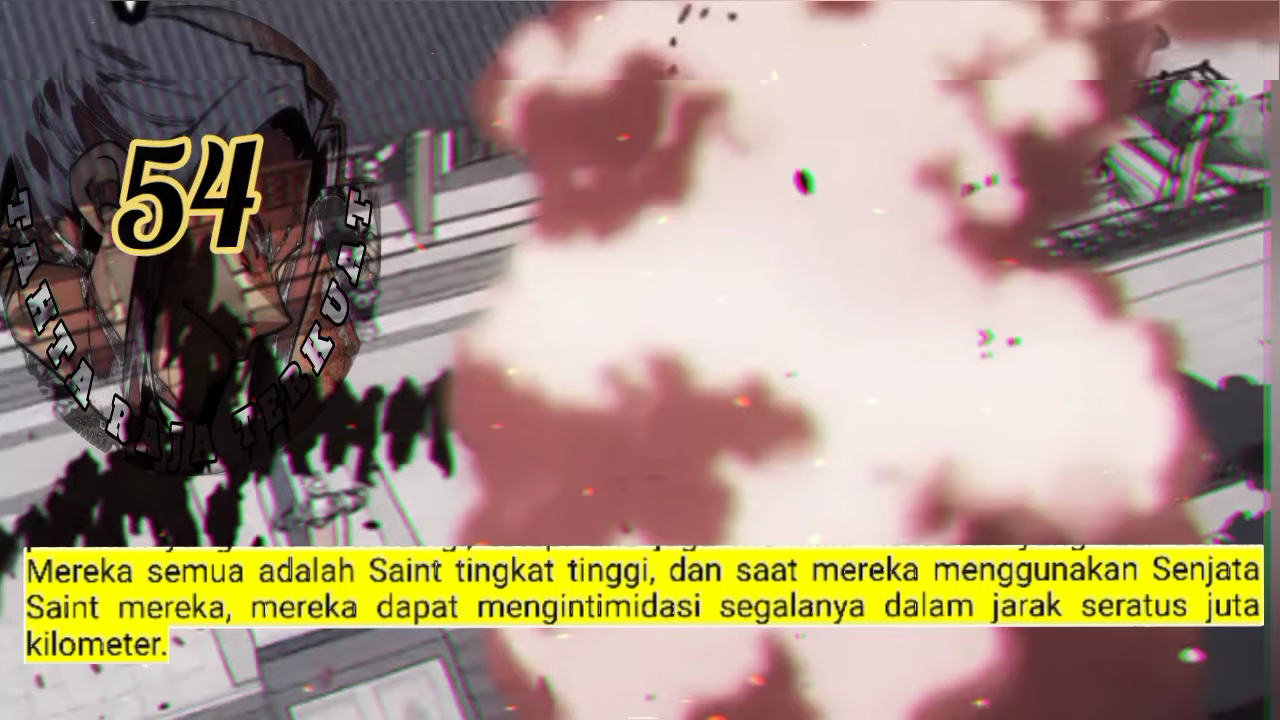 54
TAHTA RAJA TERKUAT
Mereka semua adalah Saint tingkat tinggi, dan saat mereka menggunakan Senjata
Saint mereka, mereka dapat mengintimidasi segalanya dalam jarak seratus juta
kilometer.